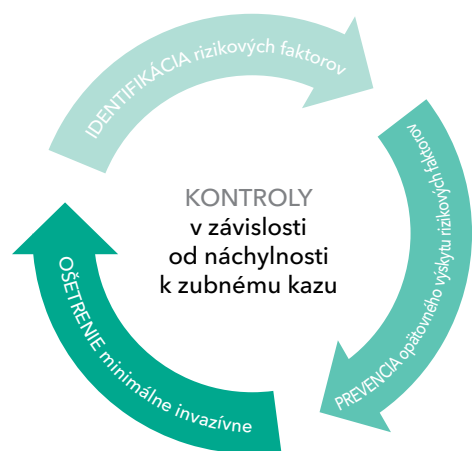 IDENTIFIKÁCIA rizikových faktorov
PREVENCIA opätovného výskytu rizikových faktorov
OŠETRENIE minimálne invazívne
KONTROLY
v závislosti
od náchylnosti
k zubnému kazu